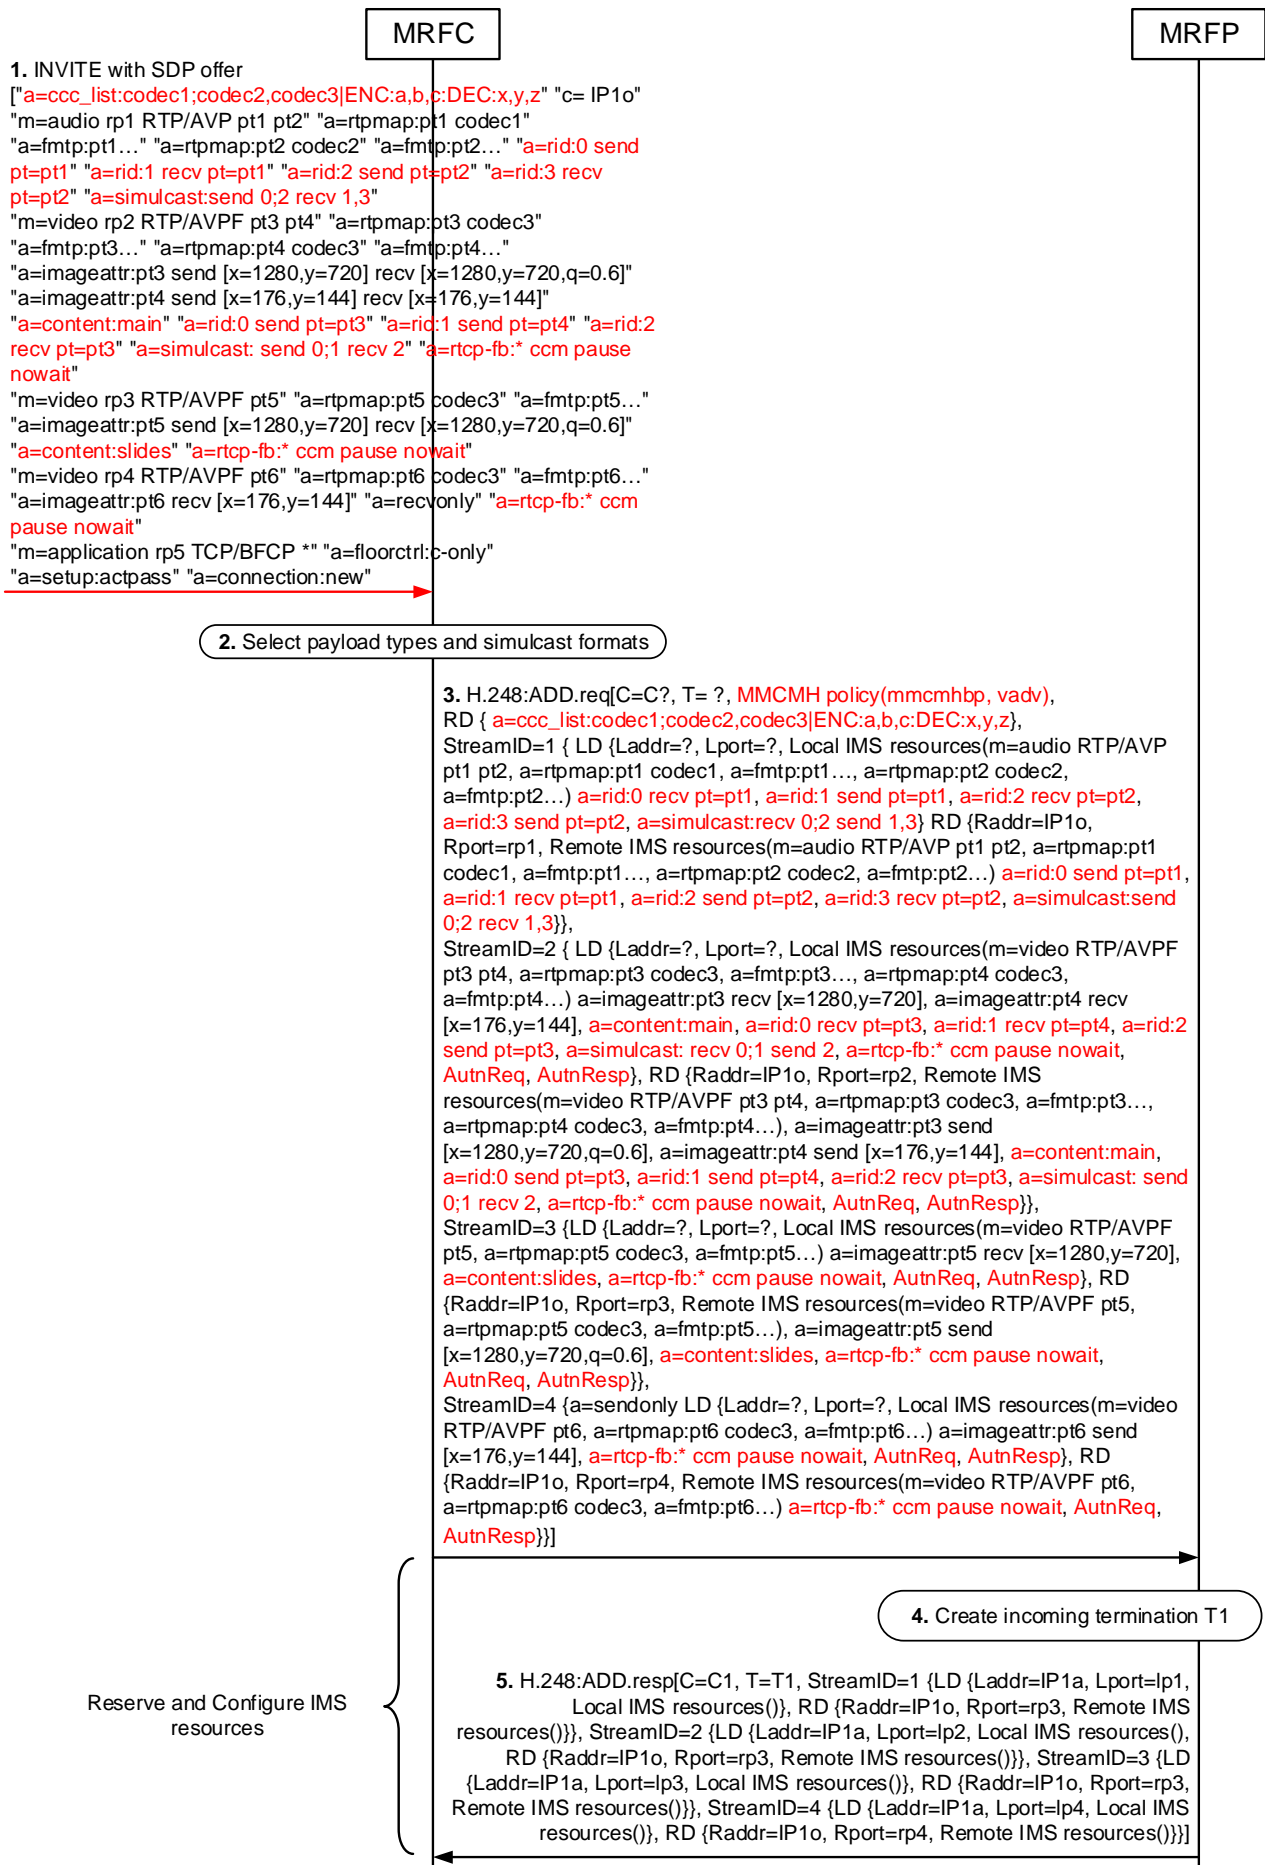 MRFC
MRFP
1. INVITE with SDP offer
["a=ccc_list:codec1;codec2,codec3|ENC:a,b,c:DEC:x,y,z" "c= IP1o"
"m=audio rp1 RTP/AVP pt1 pt2" "a=rtpmap:pt1 codec1"
"a=fmtp:pt1…" "a=rtpmap:pt2 codec2" "a=fmtp:pt2…" "a=rid:0 send
pt=pt1" "a=rid:1 recv pt=pt1" "a=rid:2 send pt=pt2" "a=rid:3 recv
pt=pt2" "a=simulcast:send 0;2 recv 1,3"
"m=video rp2 RTP/AVPF pt3 pt4" "a=rtpmap:pt3 codec3"
"a=fmtp:pt3…" "a=rtpmap:pt4 codec3" "a=fmtp:pt4…"
"a=imageattr:pt3 send [x=1280,y=720] recv [x=1280,y=720,q=0.6]"
"a=imageattr:pt4 send [x=176,y=144] recv [x=176,y=144]"
"a=content:main" "a=rid:0 send pt=pt3" "a=rid:1 send pt=pt4" "a=rid:2
recv pt=pt3" "a=simulcast: send 0;1 recv 2" "a=rtcp-fb:* ccm pause
nowait"
"m=video rp3 RTP/AVPF pt5" "a=rtpmap:pt5 codec3" "a=fmtp:pt5…"
"a=imageattr:pt5 send [x=1280,y=720] recv [x=1280,y=720,q=0.6]"
"a=content:slides" "a=rtcp-fb:* ccm pause nowait"
"m=video rp4 RTP/AVPF pt6" "a=rtpmap:pt6 codec3" "a=fmtp:pt6…"
"a=imageattr:pt6 recv [x=176,y=144]" "a=recvonly" "a=rtcp-fb:* ccm
pause nowait"
"m=application rp5 TCP/BFCP *" "a=floorctrl:c-only"
"a=setup:actpass" "a=connection:new"
2. Select payload types and simulcast formats
3. H.248:ADD.req[C=C?, T= ?, MMCMH policy(mmcmhbp, vadv),
RD { a=ccc_list:codec1;codec2,codec3|ENC:a,b,c:DEC:x,y,z},
StreamID=1 { LD {Laddr=?, Lport=?, Local IMS resources(m=audio RTP/AVP
pt1 pt2, a=rtpmap:pt1 codec1, a=fmtp:pt1…, a=rtpmap:pt2 codec2,
a=fmtp:pt2…) a=rid:0 recv pt=pt1, a=rid:1 send pt=pt1, a=rid:2 recv pt=pt2,
a=rid:3 send pt=pt2, a=simulcast:recv 0;2 send 1,3} RD {Raddr=IP1o,
Rport=rp1, Remote IMS resources(m=audio RTP/AVP pt1 pt2, a=rtpmap:pt1
codec1, a=fmtp:pt1…, a=rtpmap:pt2 codec2, a=fmtp:pt2…) a=rid:0 send pt=pt1,
a=rid:1 recv pt=pt1, a=rid:2 send pt=pt2, a=rid:3 recv pt=pt2, a=simulcast:send
0;2 recv 1,3}},
StreamID=2 { LD {Laddr=?, Lport=?, Local IMS resources(m=video RTP/AVPF
pt3 pt4, a=rtpmap:pt3 codec3, a=fmtp:pt3…, a=rtpmap:pt4 codec3,
a=fmtp:pt4…) a=imageattr:pt3 recv [x=1280,y=720], a=imageattr:pt4 recv
[x=176,y=144], a=content:main, a=rid:0 recv pt=pt3, a=rid:1 recv pt=pt4, a=rid:2
send pt=pt3, a=simulcast: recv 0;1 send 2, a=rtcp-fb:* ccm pause nowait,
AutnReq, AutnResp}, RD {Raddr=IP1o, Rport=rp2, Remote IMS
resources(m=video RTP/AVPF pt3 pt4, a=rtpmap:pt3 codec3, a=fmtp:pt3…,
a=rtpmap:pt4 codec3, a=fmtp:pt4…), a=imageattr:pt3 send
[x=1280,y=720,q=0.6], a=imageattr:pt4 send [x=176,y=144], a=content:main,
a=rid:0 send pt=pt3, a=rid:1 send pt=pt4, a=rid:2 recv pt=pt3, a=simulcast: send
0;1 recv 2, a=rtcp-fb:* ccm pause nowait, AutnReq, AutnResp}},
StreamID=3 {LD {Laddr=?, Lport=?, Local IMS resources(m=video RTP/AVPF
pt5, a=rtpmap:pt5 codec3, a=fmtp:pt5…) a=imageattr:pt5 recv [x=1280,y=720],
a=content:slides, a=rtcp-fb:* ccm pause nowait, AutnReq, AutnResp}, RD
{Raddr=IP1o, Rport=rp3, Remote IMS resources(m=video RTP/AVPF pt5,
a=rtpmap:pt5 codec3, a=fmtp:pt5…), a=imageattr:pt5 send
[x=1280,y=720,q=0.6], a=content:slides, a=rtcp-fb:* ccm pause nowait,
AutnReq, AutnResp}},
StreamID=4 {a=sendonly LD {Laddr=?, Lport=?, Local IMS resources(m=video
RTP/AVPF pt6, a=rtpmap:pt6 codec3, a=fmtp:pt6…) a=imageattr:pt6 send
[x=176,y=144], a=rtcp-fb:* ccm pause nowait, AutnReq, AutnResp}, RD
{Raddr=IP1o, Rport=rp4, Remote IMS resources(m=video RTP/AVPF pt6,
a=rtpmap:pt6 codec3, a=fmtp:pt6…) a=rtcp-fb:* ccm pause nowait, AutnReq,
AutnResp}}]
4. Create incoming termination T1
5. H.248:ADD.resp[C=C1, T=T1, StreamID=1 {LD {Laddr=IP1a, Lport=lp1,
Local IMS resources()}, RD {Raddr=IP1o, Rport=rp3, Remote IMS
resources()}}, StreamID=2 {LD {Laddr=IP1a, Lport=lp2, Local IMS resources(),
RD {Raddr=IP1o, Rport=rp3, Remote IMS resources()}}, StreamID=3 {LD
{Laddr=IP1a, Lport=lp3, Local IMS resources()}, RD {Raddr=IP1o, Rport=rp3,
Remote IMS resources()}}, StreamID=4 {LD {Laddr=IP1a, Lport=lp4, Local IMS
resources()}, RD {Raddr=IP1o, Rport=rp4, Remote IMS resources()}}]
Reserve and Configure IMS
resources